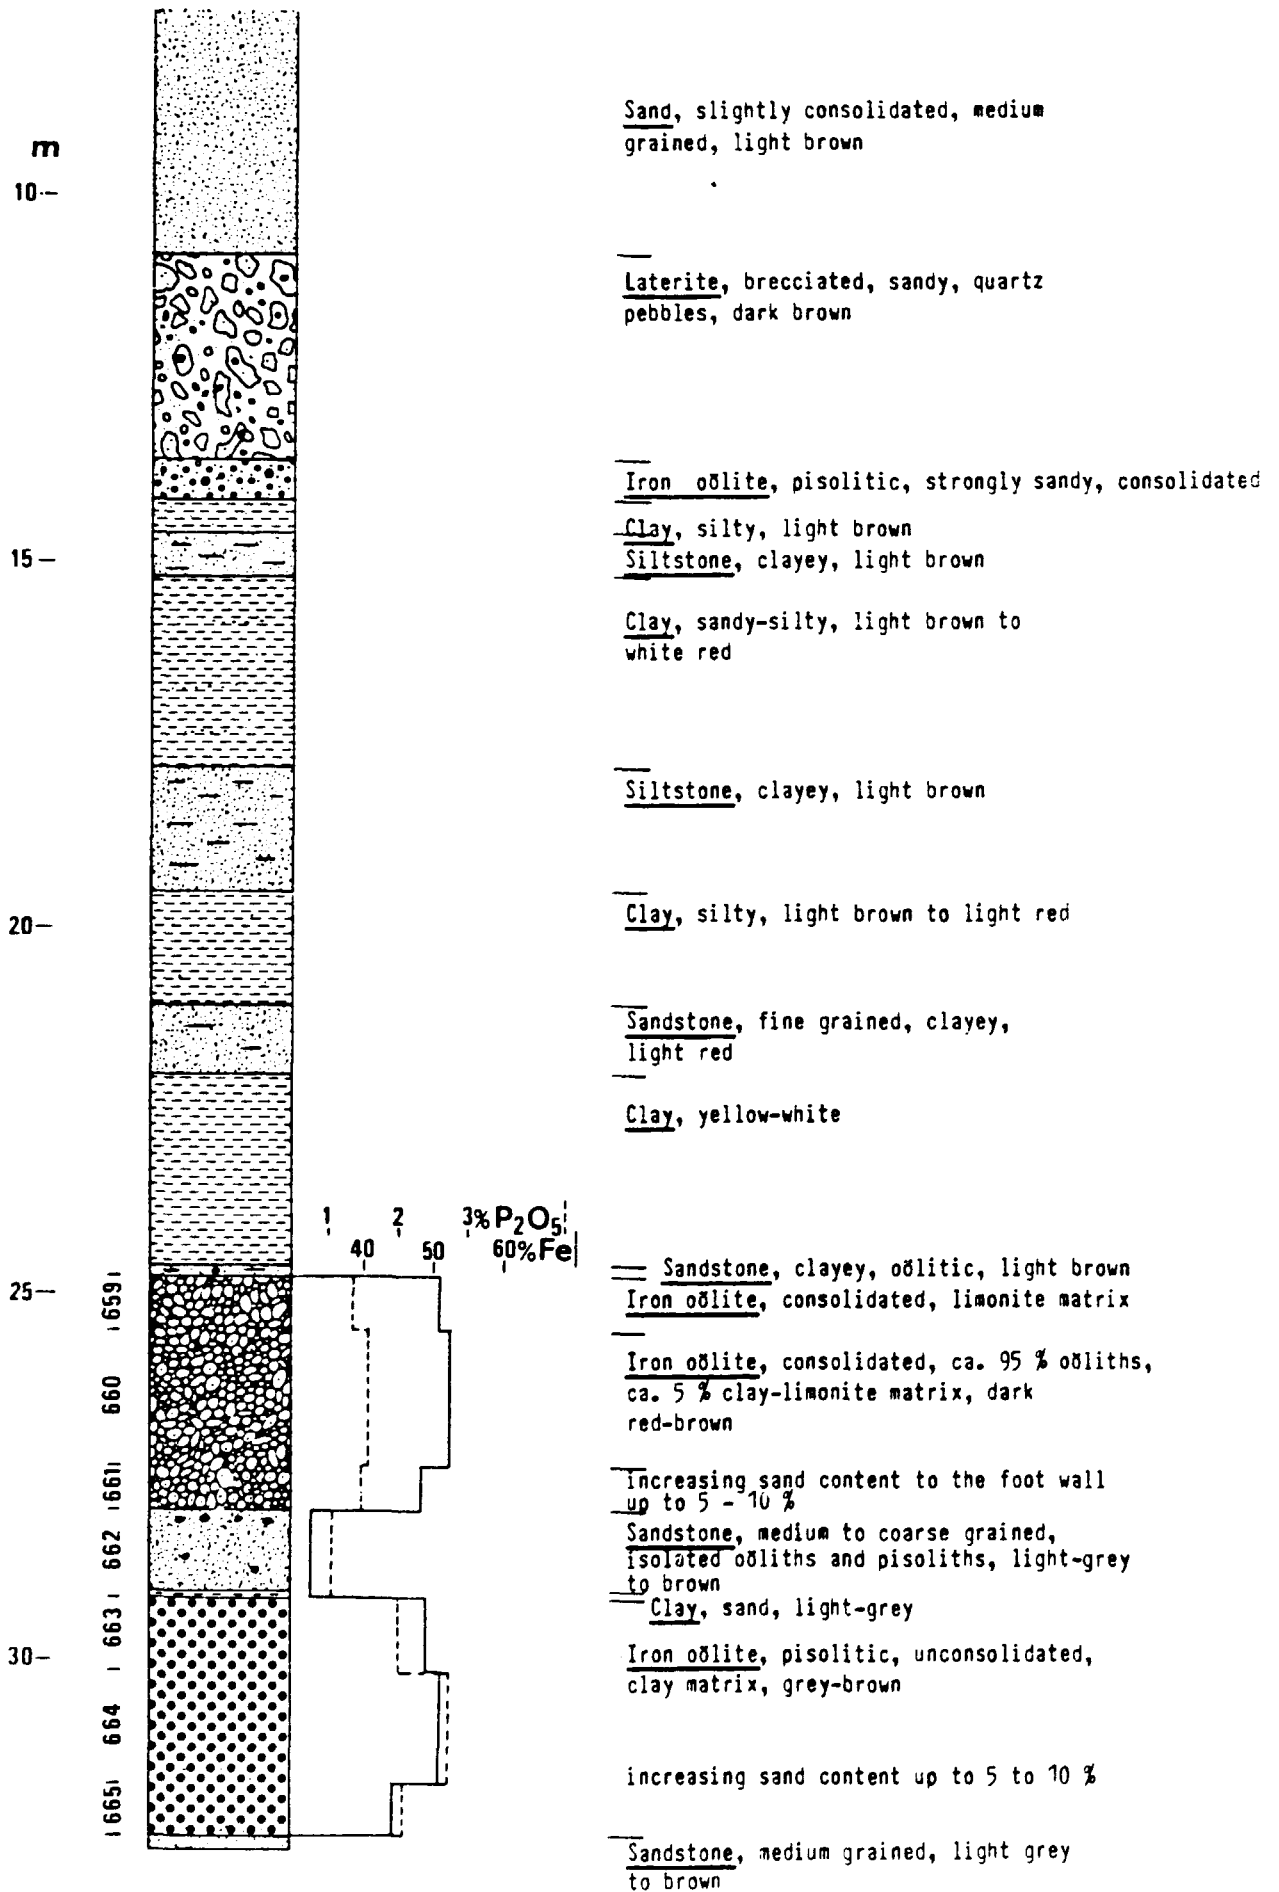 Sand, slightly consolidated, medium
grained, light brown
m
10
Laterite, brecciated, sandy, quartz
pebbles, dark brown
Iron oölite, pisolitic, strongly sandy, consolidated
Clay, silty, light brown
15
Siltstone, clayey, light brown
Clay, sandy-silty, light brown to
white red
Siltstone, clayey, light brown
20
Clay, silty, light brown to light red
Sandstone, fine grained, clayey,
light red
Clay, yellow-white
1 2 3% P₂O₅
40 50 60% Fe
Sandstone, clayey, oölitic, light brown
25
659
Iron oölite, consolidated, limonite matrix
660
Iron oölite, consolidated, ca. 95 % oöliths,
ca. 5 % clay-limonite matrix, dark
red-brown
661
increasing sand content to the foot wall
up to 5 - 10 %
662
Sandstone, medium to coarse grained,
isolated oöliths and pisoliths, light-grey
to brown
663
Clay, sand, light-grey
30
Iron oölite, pisolitic, unconsolidated,
clay matrix, grey-brown
664
increasing sand content up to 5 to 10 %
665
Sandstone, medium grained, light grey
to brown